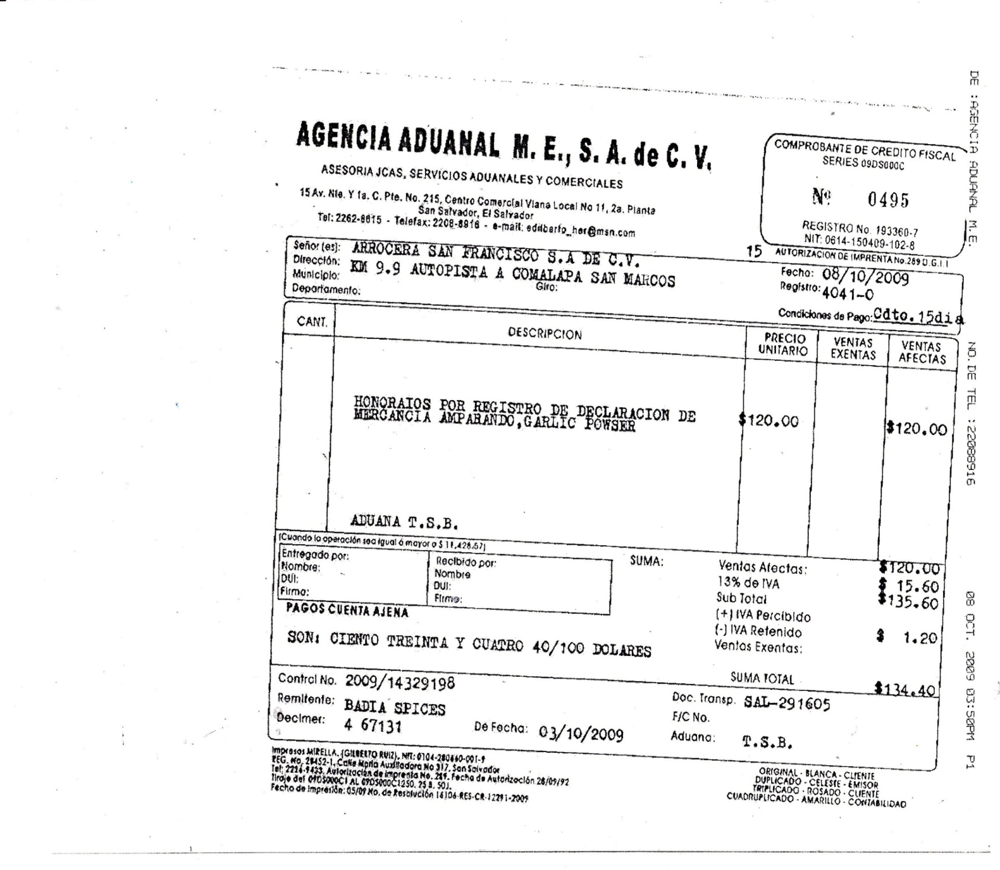 AGENCIA ADUANAL M. E., S. A. de C. V.
ASESORIA JCAS, SERVICIOS ADUANALES Y COMERCIALES
15 Av. Nte. Y 1a. C. Pte. No. 215, Centro Comercial Viana Local No 11, 2a. Planta
San Salvador, El Salvador
Tel: 2262-8615 - Telefax: 2208-8916 - e-mail: @msn.com
COMPROBANTE DE CREDITO FISCAL
SERIES 09DS000C
Nº 0495
REGISTRO No. 193360-7
NIT: 0614-150409-102-8
15 AUTORIZACION DE IMPRENTA No.289 D.G.I.I
Señor(es): ARROCERA SAN FRANCISCO S.A DE C.V.
Dirección: KM 9.9 AUTOPISTA A COMALAPA SAN MARCOS
Municipio:
Giro:
Departamento:
Fecha: 08/10/2009
Registro: 4041-0
Condiciones de Pago: Cdto. 15dia
CANT. DESCRIPCION PRECIO UNITARIO VENTAS EXENTAS VENTAS AFECTAS
HONORAIOS POR REGISTRO DE DECLARACION DE
MERCANCIA AMPARANDO,GARLIC POWSER $120.00 $120.00
ADUANA T.S.B.
(Cuando la operación sea igual ó mayor a $ 11,428.57)
Entregado por:
Nombre:
DUI:
Firma:
Recibido por:
Nombre
DUI:
Firma:
SUMA: Ventas Afectas: $120.00
13% de IVA $ 15.60
Sub Total $135.60
(+) IVA Percibido
(-) IVA Retenido $ 1.20
Ventas Exentas:
PAGOS CUENTA AJENA
SON: CIENTO TREINTA Y CUATRO 40/100 DOLARES
SUMA TOTAL $134.40
Control No. 2009/14329198
Remitente: BADIA SPICES
Decimer: 4 67131
De Fecha: 03/10/2009
Doc. Transp. SAL-291605
F/C No.
Aduana: T.S.B.
Impresos MIRELLA, (GILBERTO RUIZ), NIT: 0104-280660-001-9
REG. No. 28452-1, Calle María Auxiliadora No 317, San Salvador
Tel: 2224-9433, Autorización de imprenta No. 289. Fecha de Autorización 28/09/92
Tiraje del 09DS000C1 AL 09DS000C1250, 25 B. 50J.
Fecha de Impresión: 05/09 No. de Resolución 16106-RES-CR-12291-2009
ORIGINAL - BLANCA - CLIENTE
DUPLICADO - CELESTE - EMISOR
TRIPLICADO - ROSADO - CLIENTE
CUADRUPLICADO - AMARILLO - CONTABILIDAD
DE :AGENCIA ADUANAL M.E. NO. DE TEL :22088916 08 OCT. 2009 03:50PM P1